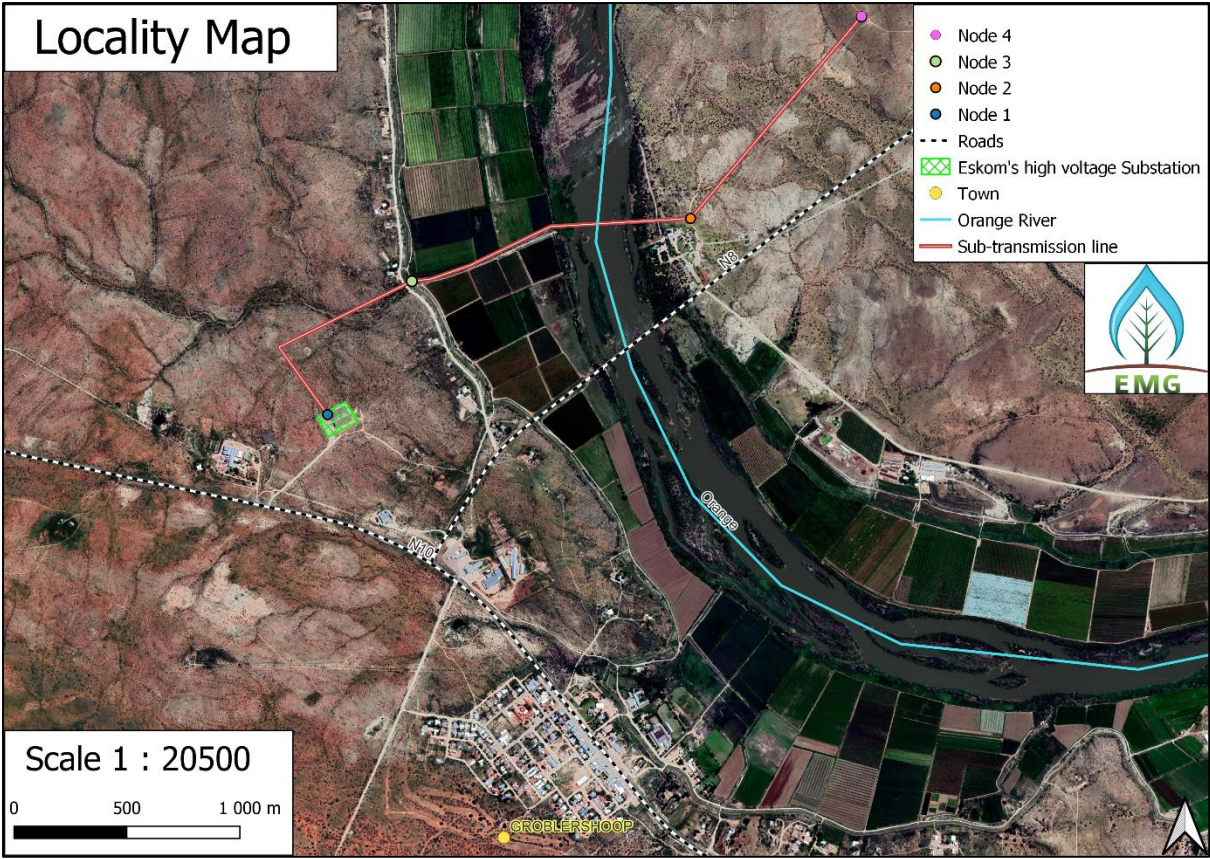 Locality Map
Node 4
Node 3
Node 2
Node 1
Roads
Eskom's high voltage Substation
Town
Orange River
Sub-transmission line
EMG
N8
Orange
N10
GROBLERSHOOP
Scale 1 : 20500
0 500 1 000 m